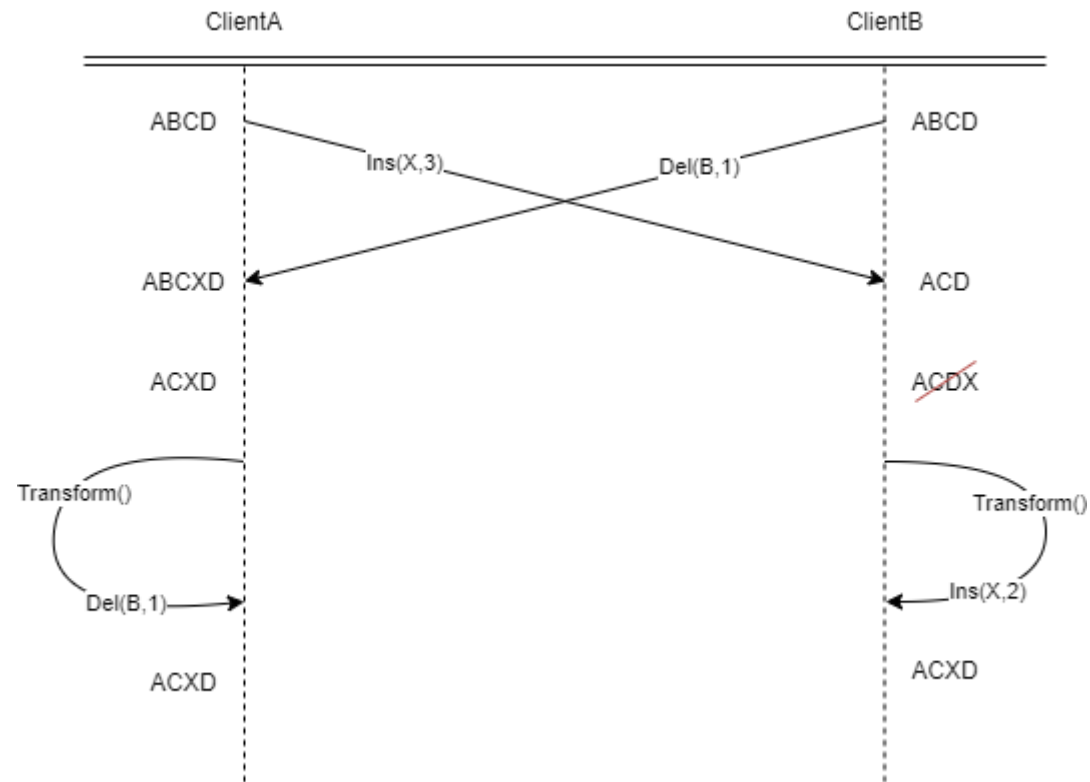 ClientA
ClientB
ABCD
ABCD
Ins(X,3)
Del(B,1)
ABCXD
ACD
ACXD
ACDX
Transform()
Transform()
Del(B,1)
Ins(X,2)
ACXD
ACXD